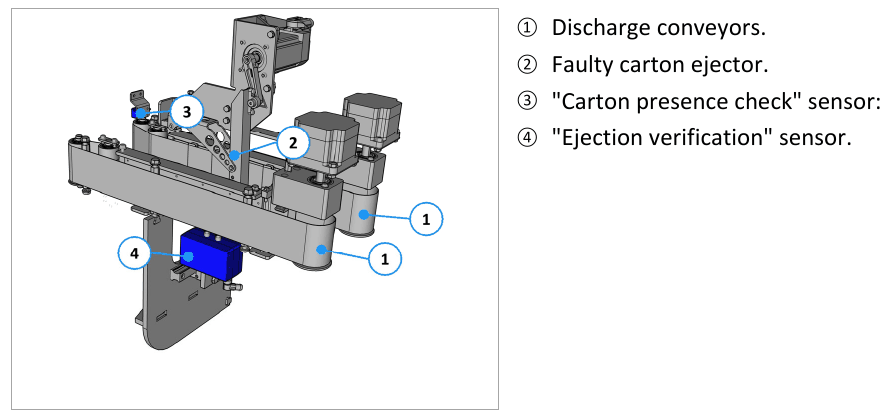 ① Discharge conveyors.
② Faulty carton ejector.
③ "Carton presence check" sensor:
④ "Ejection verification" sensor.
3
2
1
4
1